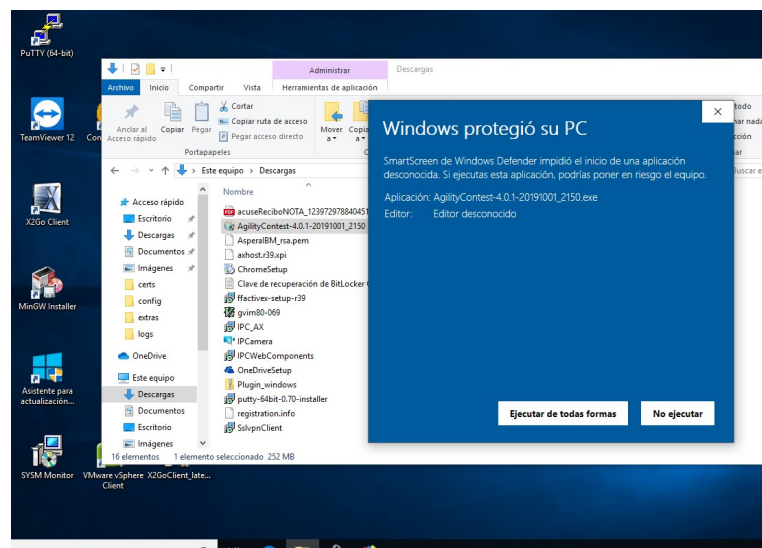 PuTTY (64-bit)
TeamViewer 12
X2Go Client
MinGW Installer
Asistente para
actualización...
SYSM Monitor
VMware vSphere
Client
X2GoClient_late...
Administrar
Descargas
Archivo
Inicio
Compartir
Vista
Herramientas de aplicación
Anclar al
Acceso rápido
Copiar
Pegar
Cortar
Copiar ruta de acceso
Pegar acceso directo
Portapapeles
Mover
a
Este equipo > Descargas
Nombre
Acceso rápido
Escritorio
Descargas
Documentos
Imágenes
certs
config
extras
logs
OneDrive
Este equipo
Descargas
Documentos
Escritorio
Imágenes
acuseReciboNOTA_12397297884045
AgilityContest-4.0.1-20191001_2150
AsperaIBM_rsa.pem
axhost.r39.xpi
ChromeSetup
Clave de recuperación de BitLocker
ffactivex-setup-r39
gvim80-069
IPC_AX
IPCamera
IPCWebComponents
OneDriveSetup
Plugin_windows
putty-64bit-0.70-installer
registration.info
SslvpnClient
16 elementos
1 elemento seleccionado 252 MB
Windows protegió su PC
SmartScreen de Windows Defender impidió el inicio de una aplicación
desconocida. Si ejecutas esta aplicación, podrías poner en riesgo el equipo.
Aplicación: AgilityContest-4.0.1-20191001_2150.exe
Editor: Editor desconocido
Ejecutar de todas formas
No ejecutar